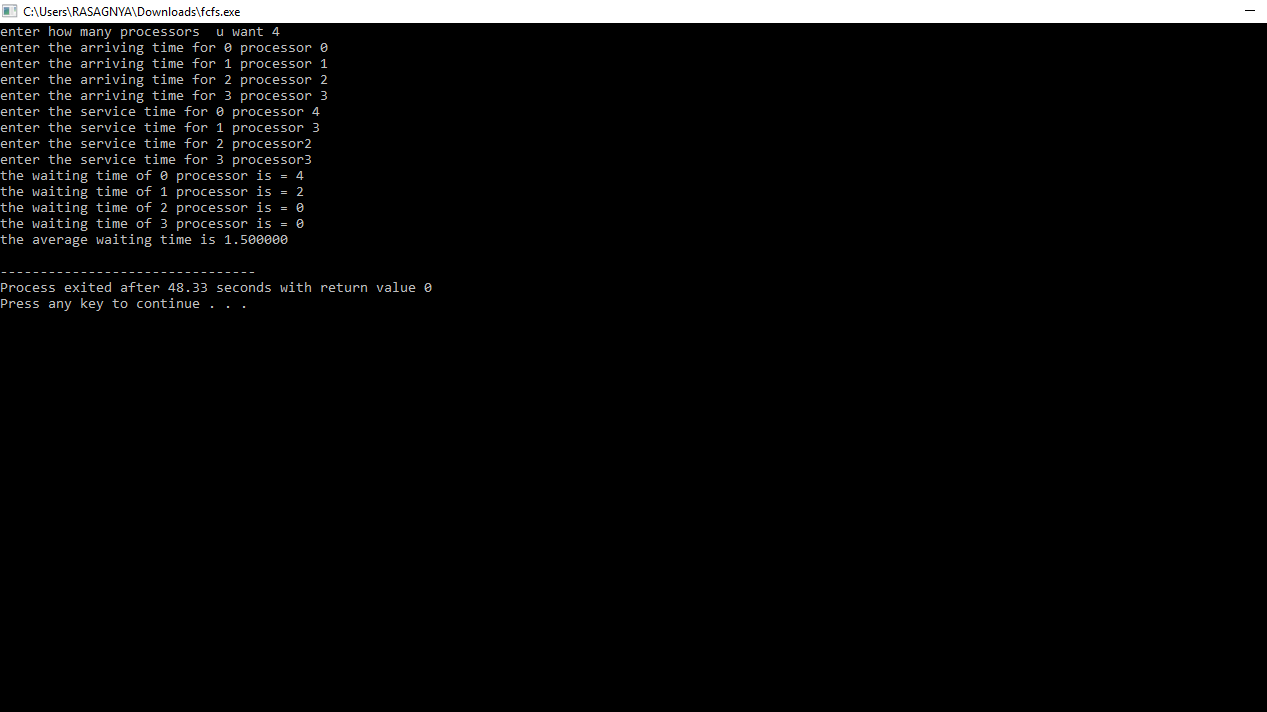 C:\Users\RASAGNYA\Downloads\fcfs.exe
enter how many processors  u want 4
enter the arriving time for 0 processor 0
enter the arriving time for 1 processor 1
enter the arriving time for 2 processor 2
enter the arriving time for 3 processor 3
enter the service time for 0 processor 4
enter the service time for 1 processor 3
enter the service time for 2 processor2
enter the service time for 3 processor3
the waiting time of 0 processor is = 4
the waiting time of 1 processor is = 2
the waiting time of 2 processor is = 0
the waiting time of 3 processor is = 0
the average waiting time is 1.500000
--------------------------------
Process exited after 48.33 seconds with return value 0
Press any key to continue . . .